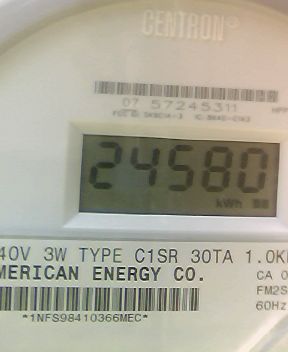 CENTRON®
07 57245311
24580
kWh
40V 3W TYPE C1SR 30TA 1.0K
MERICAN ENERGY CO.
CA 0
FM2S
60Hz
*1NFS98410366MEC*